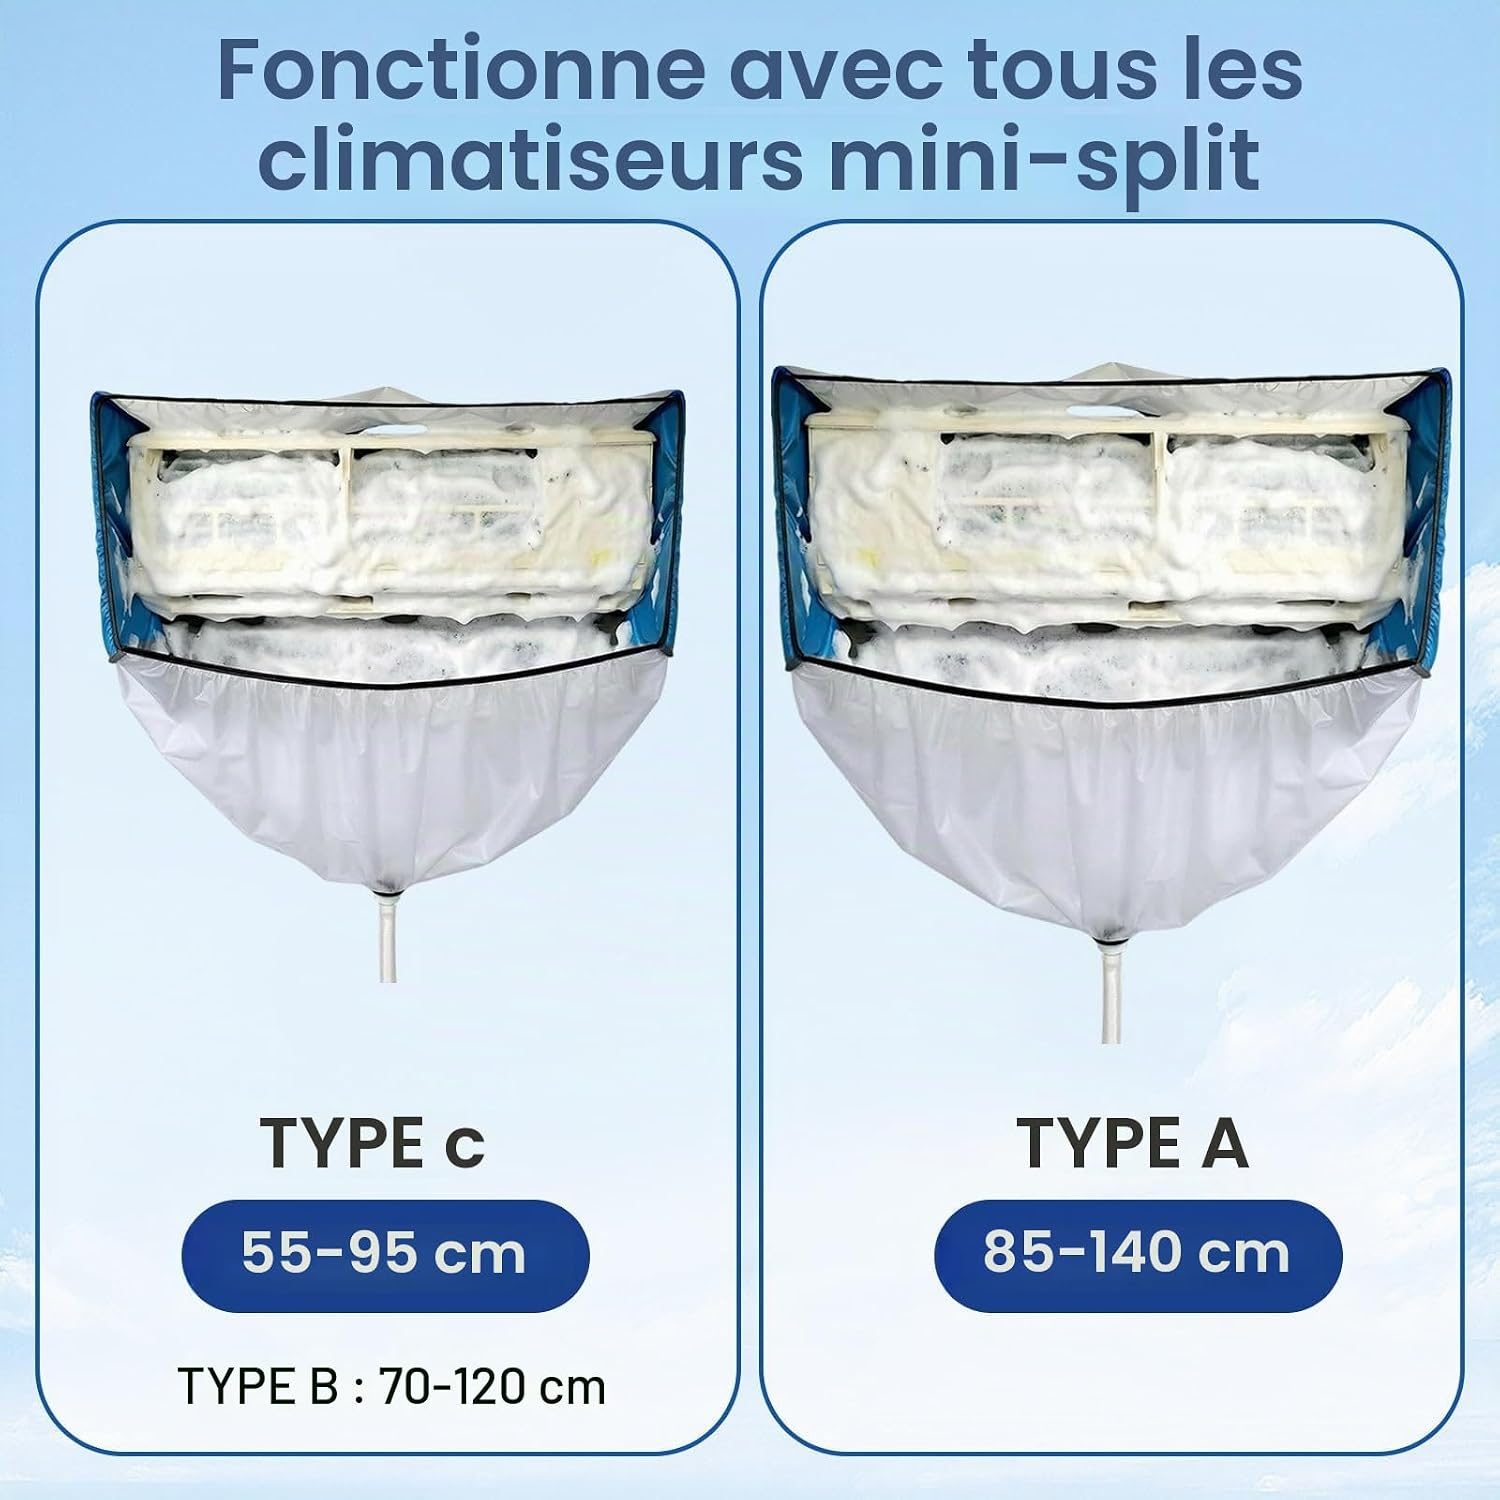 Fonctionne avec tous les
climatiseurs mini-split
TYPE c
55-95 cm
TYPE B : 70-120 cm
TYPE A
85-140 cm